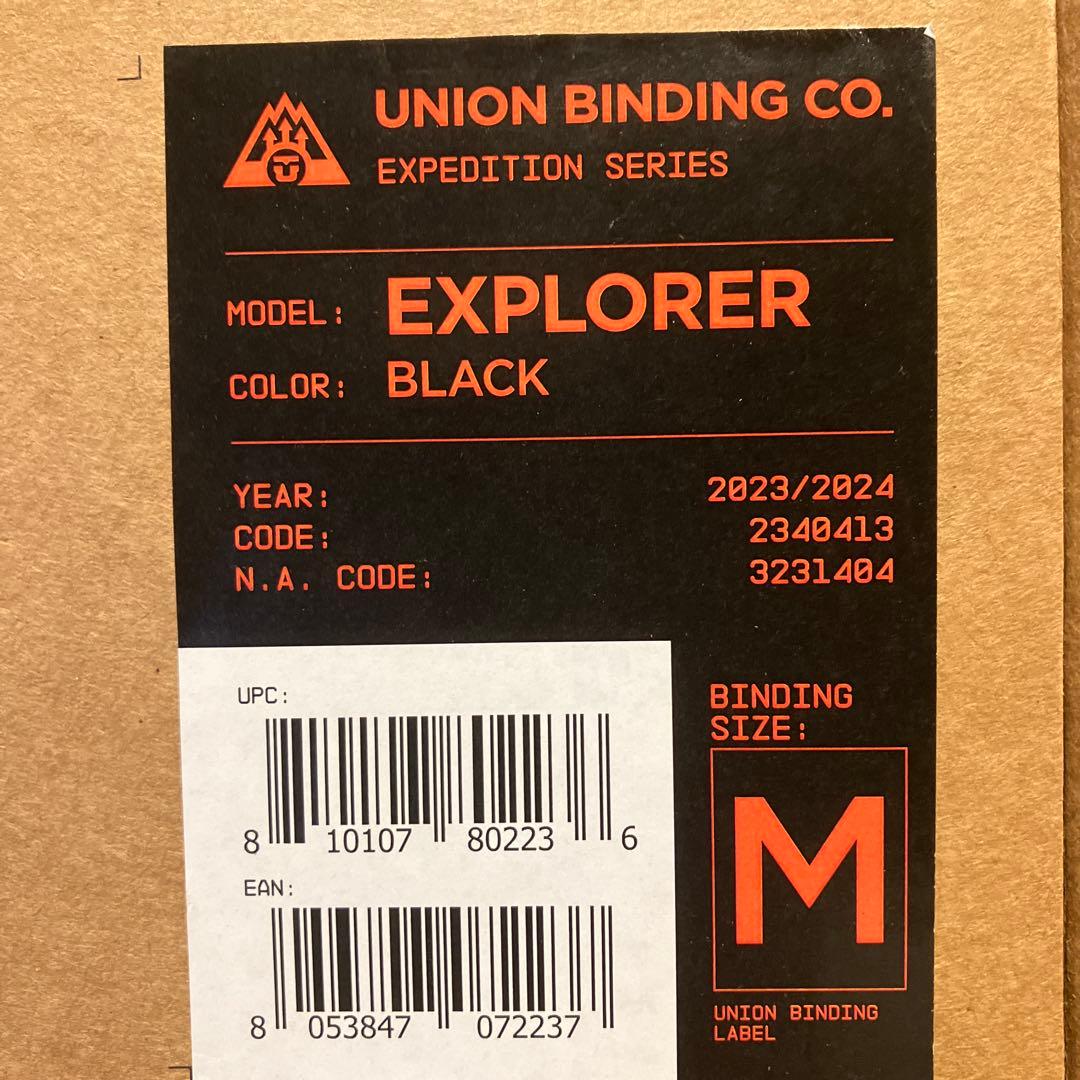 UNION BINDING CO.
EXPEDITION SERIES
MODEL: EXPLORER
COLOR: BLACK
YEAR: 2023/2024
CODE: 2340413
N.A. CODE: 3231404
UPC:
8 10107 80223 6
EAN:
8 053847 072237
BINDING
SIZE:
M
UNION BINDING
LABEL